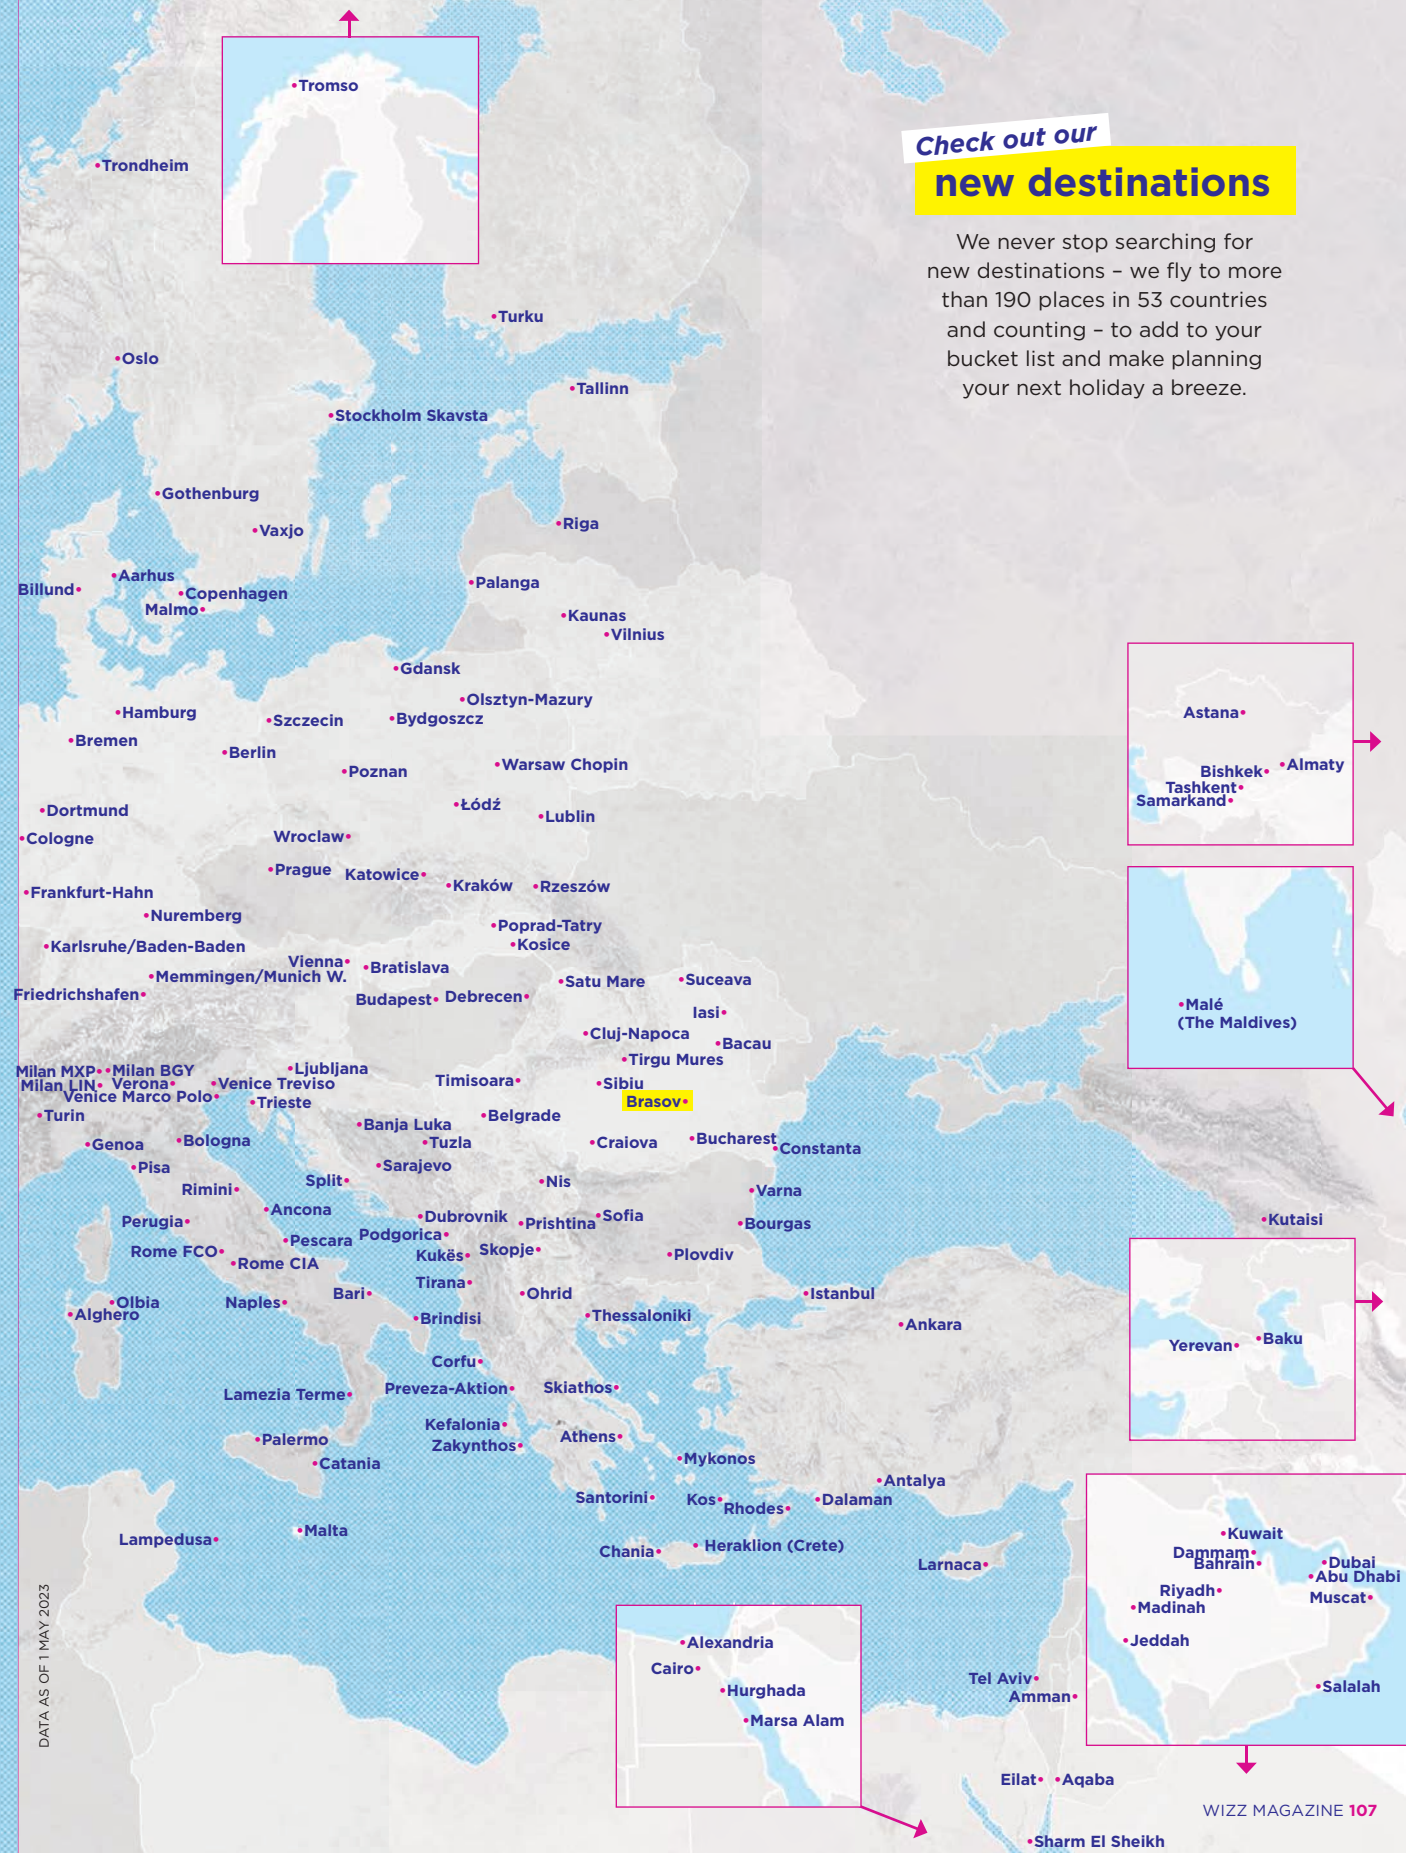 Tromso
Trondheim
Check out our
new destinations
We never stop searching for
new destinations – we fly to more
than 190 places in 53 countries
and counting – to add to your
bucket list and make planning
your next holiday a breeze.
Turku
Oslo
Tallinn
Stockholm Skavsta
Gothenburg
Vaxjo
Riga
Aarhus
Billund
Copenhagen
Malmo
Palanga
Kaunas
Vilnius
Gdansk
Olsztyn-Mazury
Hamburg
Szczecin
Bydgoszcz
Bremen
Berlin
Poznan
Warsaw Chopin
Astana
Almaty
Bishkek
Tashkent
Samarkand
Dortmund
Łódź
Lublin
Cologne
Wroclaw
Prague
Katowice
Kraków
Rzeszów
Frankfurt-Hahn
Nuremberg
Poprad-Tatry
Karlsruhe/Baden-Baden
Kosice
Vienna
Bratislava
Memmingen/Munich W.
Satu Mare
Suceava
Friedrichshafen
Budapest
Debrecen
Malé
(The Maldives)
Iasi
Cluj-Napoca
Bacau
Tirgu Mures
Milan MXP
Milan BGY
Ljubljana
Milan LIN
Verona
Venice Treviso
Timisoara
Sibiu
Venice Marco Polo
Trieste
Brasov
Turin
Belgrade
Banja Luka
Genoa
Bologna
Tuzla
Craiova
Bucharest
Constanta
Pisa
Sarajevo
Rimini
Split
Nis
Varna
Ancona
Perugia
Dubrovnik
Prishtina
Sofia
Bourgas
Kutaisi
Pescara
Podgorica
Rome FCO
Kukës
Skopje
Plovdiv
Rome CIA
Tirana
Olbia
Naples
Bari
Ohrid
Istanbul
Alghero
Brindisi
Thessaloniki
Ankara
Yerevan
Baku
Corfu
Lamezia Terme
Preveza-Aktion
Skiathos
Kefalonia
Palermo
Zakynthos
Athens
Catania
Mykonos
Antalya
Santorini
Kos
Rhodes
Dalaman
Malta
Lampedusa
Chania
Heraklion (Crete)
Larnaca
Kuwait
Dammam
Bahrain
Dubai
Abu Dhabi
Riyadh
Muscat
Madinah
Jeddah
Salalah
Alexandria
Cairo
Hurghada
Marsa Alam
Tel Aviv
Amman
Eilat
Aqaba
Sharm El Sheikh
DATA AS OF 1 MAY 2023
WIZZ MAGAZINE 107